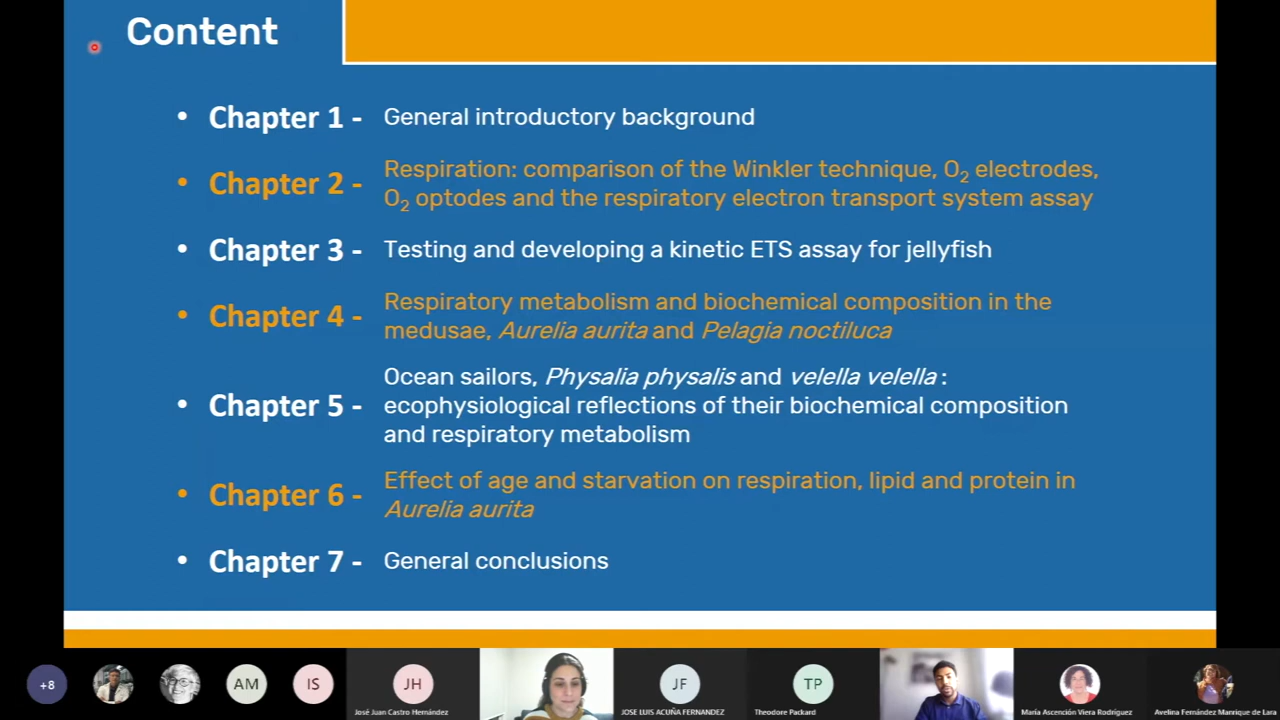 Content
• Chapter 1 - General introductory background
• Chapter 2 - Respiration: comparison of the Winkler technique, O₂ electrodes,
O₂ optodes and the respiratory electron transport system assay
• Chapter 3 - Testing and developing a kinetic ETS assay for jellyfish
• Chapter 4 - Respiratory metabolism and biochemical composition in the
medusae, Aurelia aurita and Pelagia noctiluca
• Chapter 5 - Ocean sailors, Physalia physalis and velella velella :
ecophysiological reflections of their biochemical composition
and respiratory metabolism
• Chapter 6 - Effect of age and starvation on respiration, lipid and protein in
Aurelia aurita
• Chapter 7 - General conclusions
+8
AM
IS
JH
JF
TP
José Juan Castro Hernández
JOSE LUIS ACUÑA FERNANDEZ
Theodore Packard
María Ascención Viera Rodríguez
Avelina Fernández Manrique de Lara